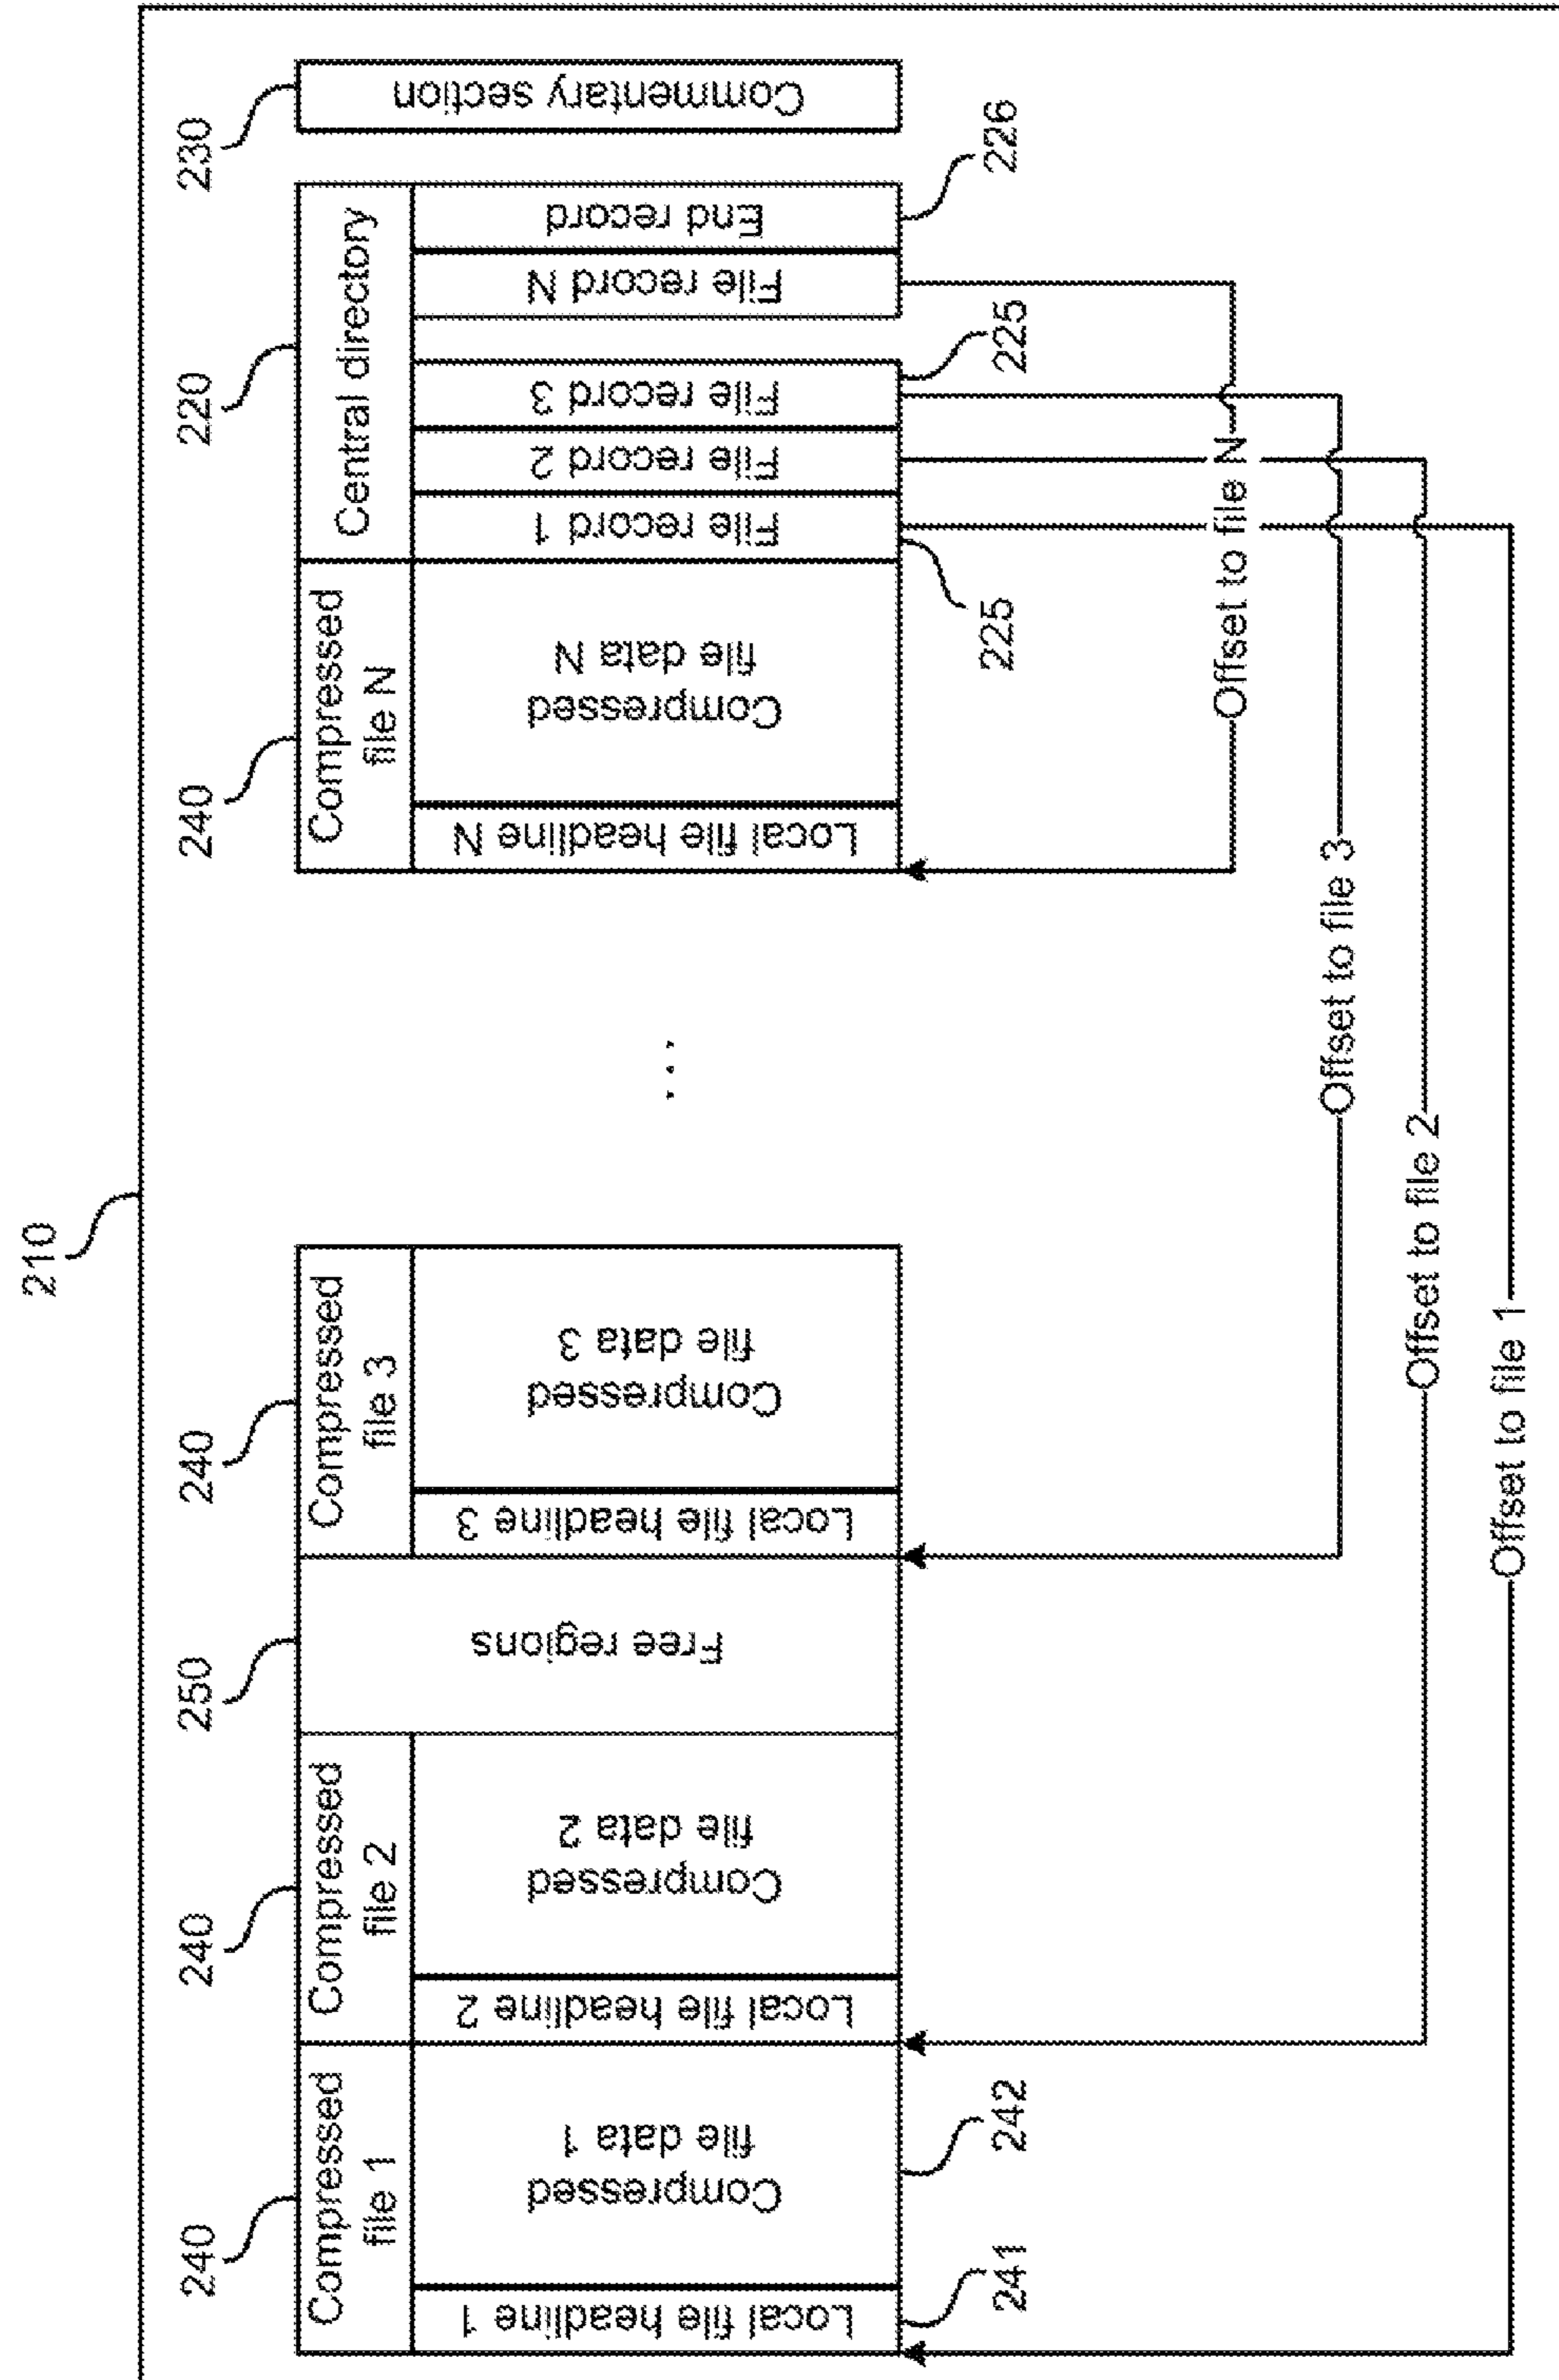 210
240
240
250
240
240
220
230
Compressed
file 1
Compressed
file 2
Compressed
file 3
Compressed
file N
Central directory
Local file headline 1
Compressed
file data 1
Local file headline 2
Compressed
file data 2
Free regions
Local file headline 3
Compressed
file data 3
...
Local file headline N
Compressed
file data N
File record 1
File record 2
File record 3
File record N
End record
Commentary section
241
242
225
225
226
Offset to file N
Offset to file 3
Offset to file 2
Offset to file 1